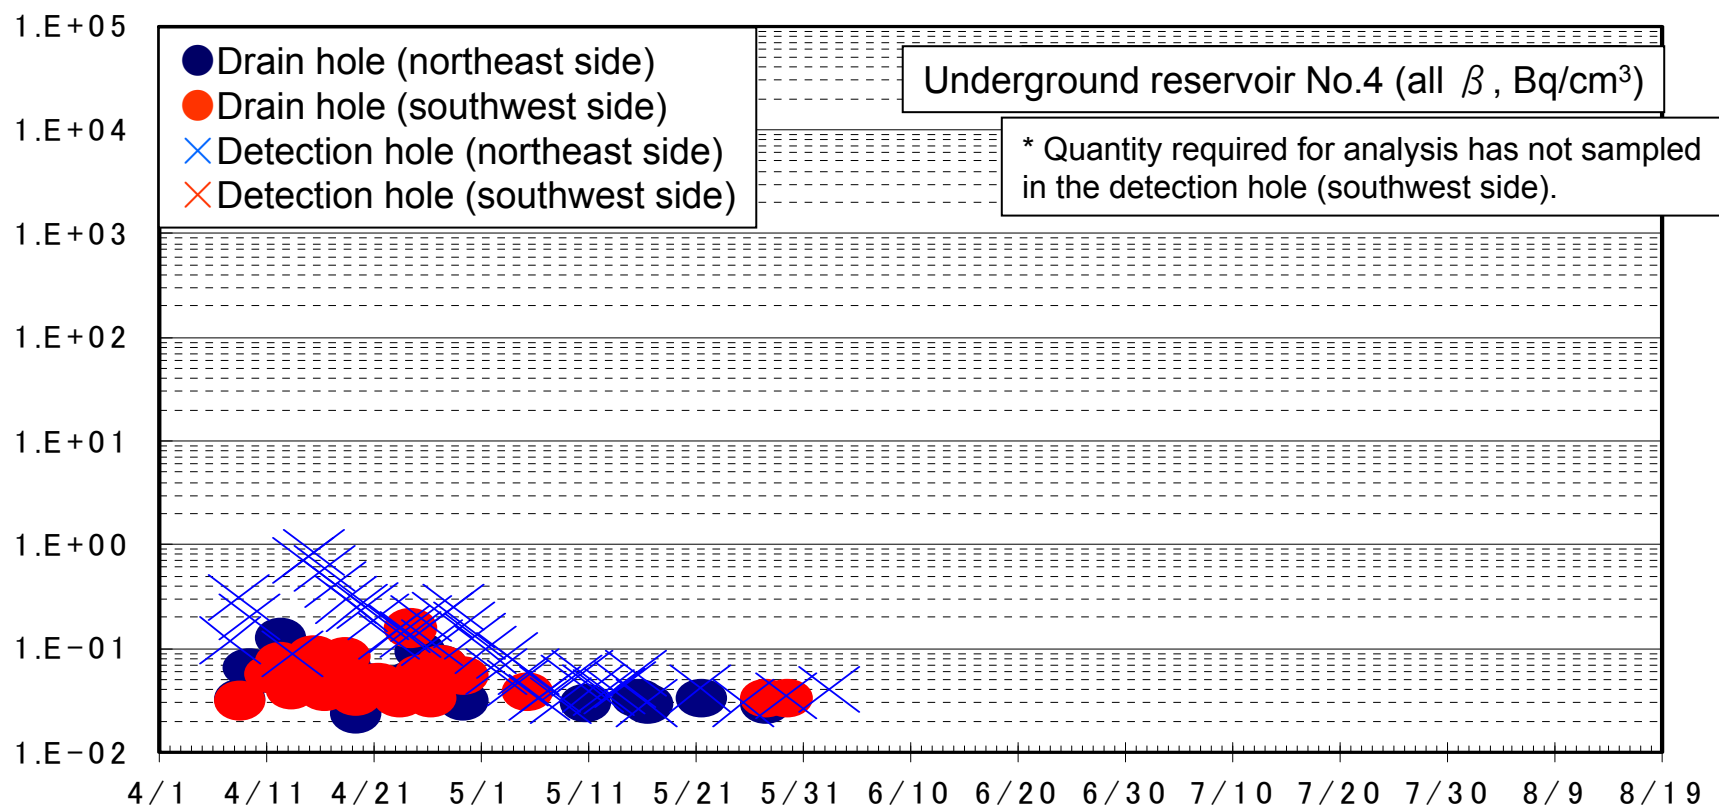 1.E+05
1.E+04
1.E+03
1.E+02
1.E+01
1.E+00
1.E-01
1.E-02
Drain hole (northeast side)
Drain hole (southwest side)
Detection hole (northeast side)
Detection hole (southwest side)
Underground reservoir No.4 (all β, Bq/cm³)
* Quantity required for analysis has not sampled
in the detection hole (southwest side).
4/1 4/11 4/21 5/1 5/11 5/21 5/31 6/10 6/20 6/30 7/10 7/20 7/30 8/9 8/19